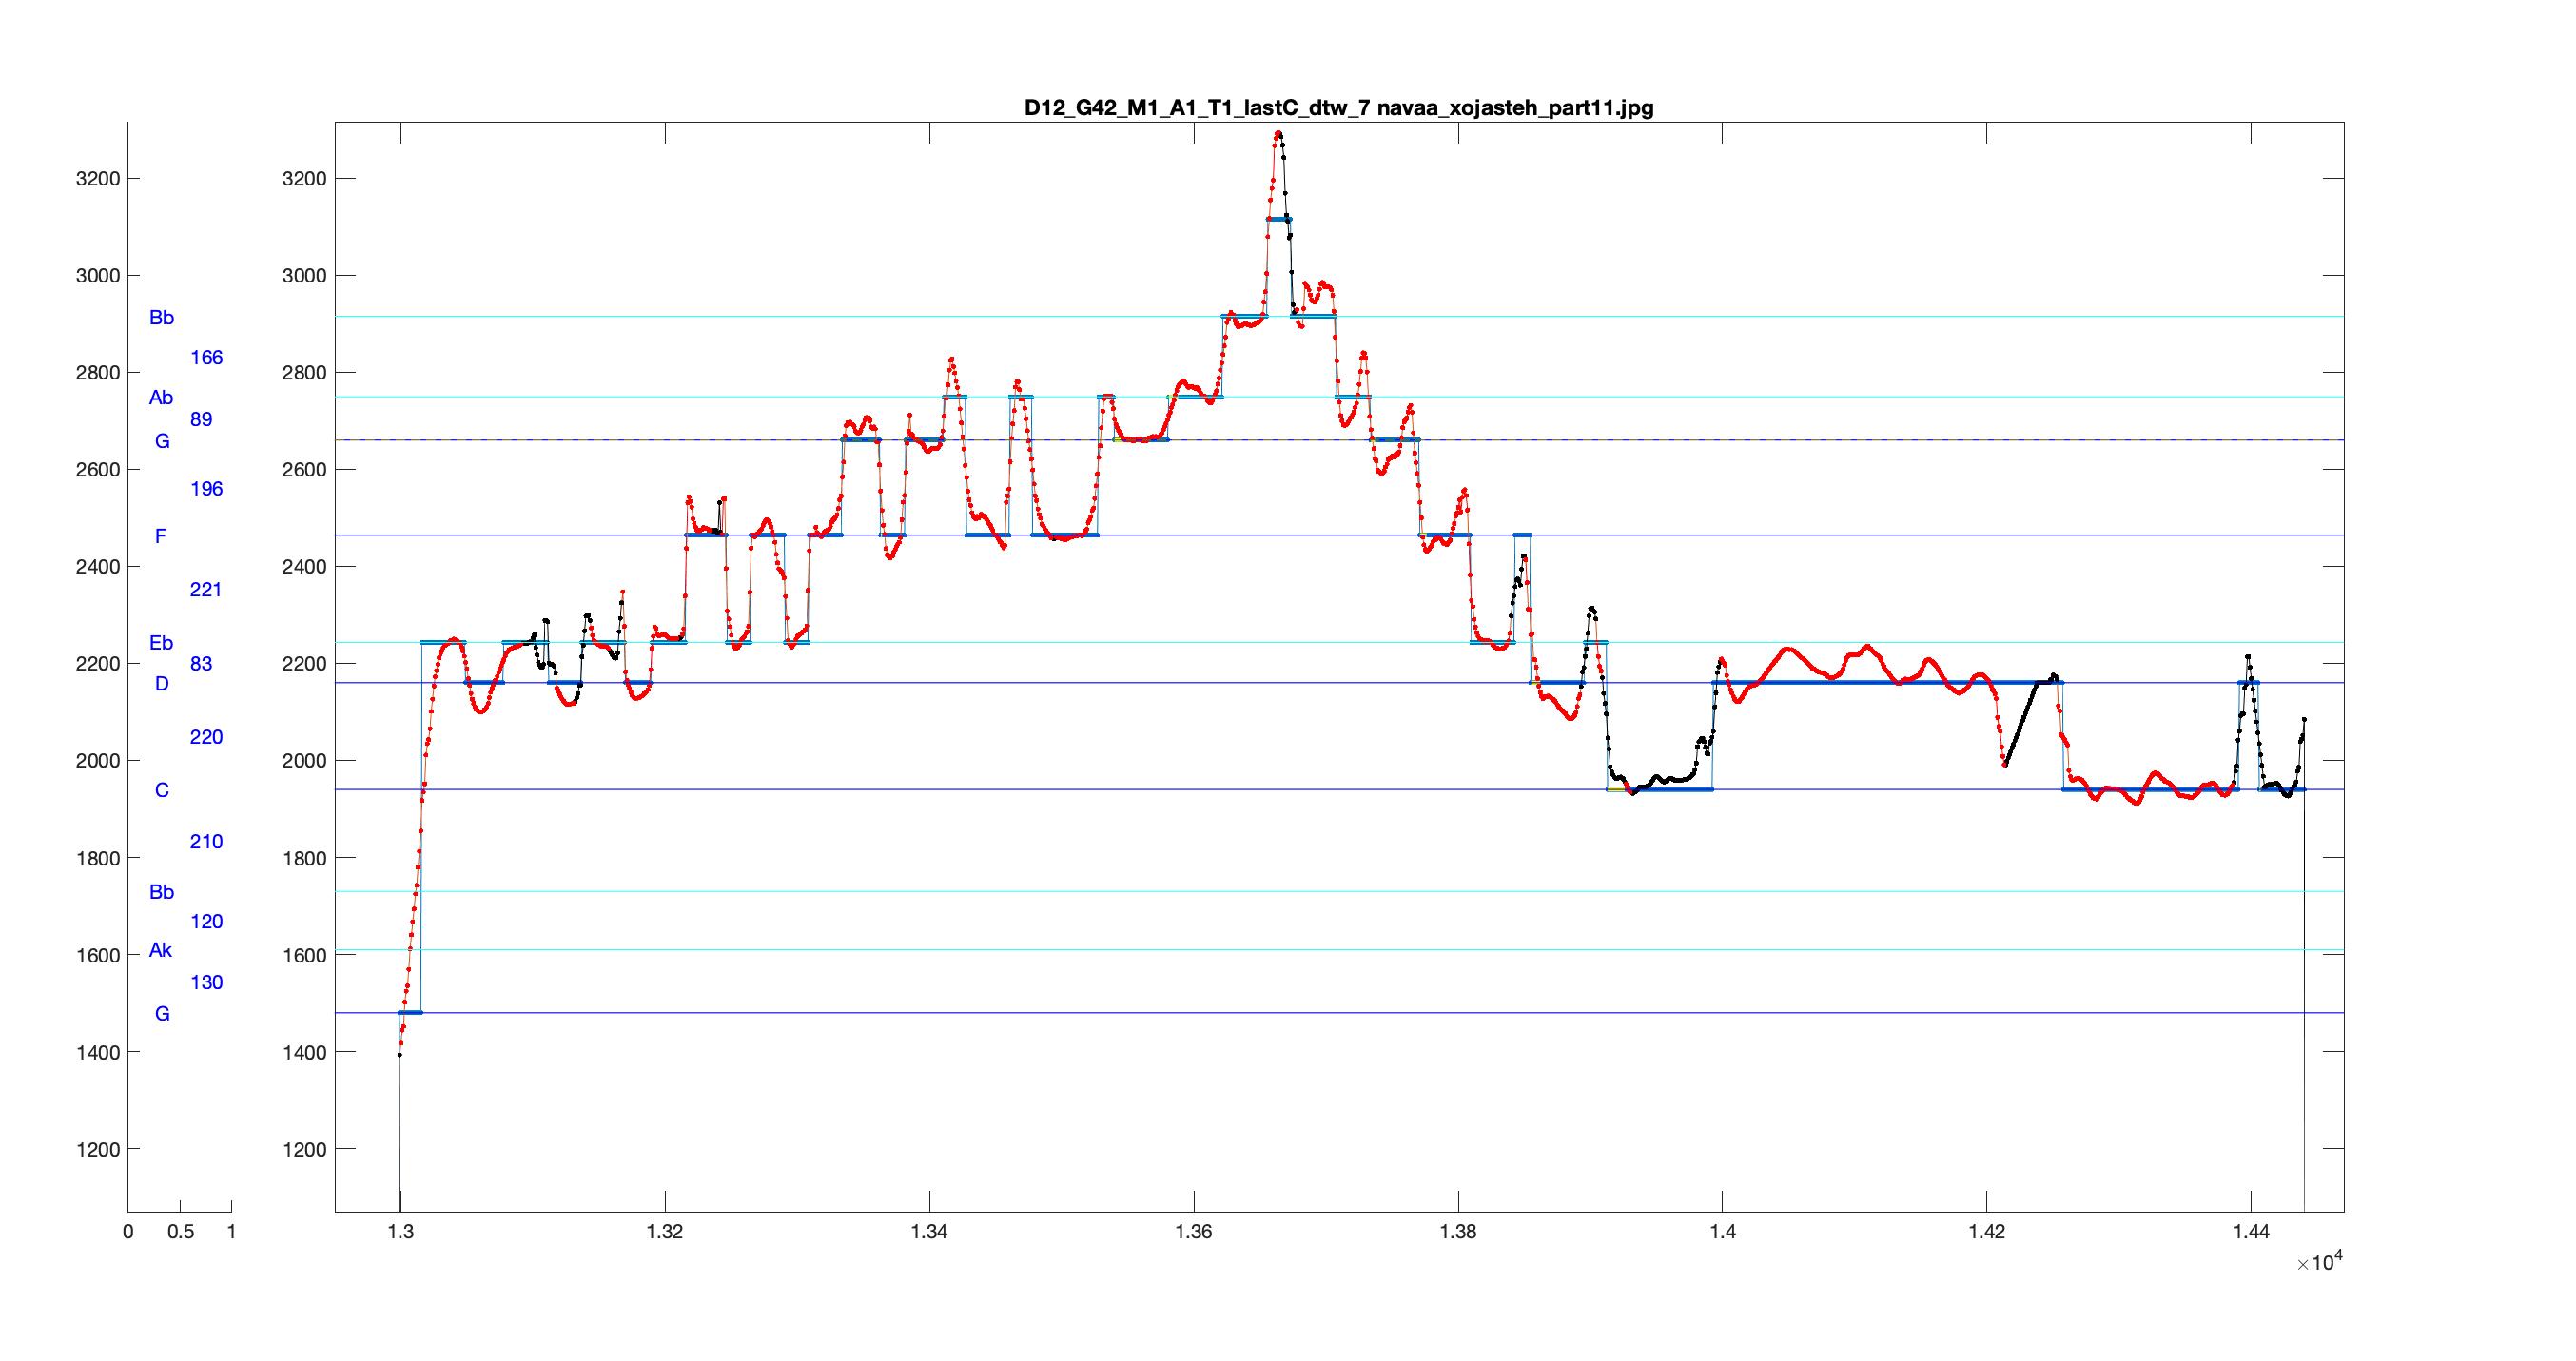 D12_G42_M1_A1_T1_lastC_dtw_7 navaa_xojasteh_part11.jpg
3200 3200
3000 3000
Bb
166
2800 2800
Ab
89
G
2600 2600
196
F
2400 2400
221
Eb
2200 83 2200
D
220
2000 2000
C
210
1800 1800
Bb
120
Ak
1600 1600
130
G
1400 1400
1200 1200
0 0.5 1 1.3 1.32 1.34 1.36 1.38 1.4 1.42 1.44
×10⁴